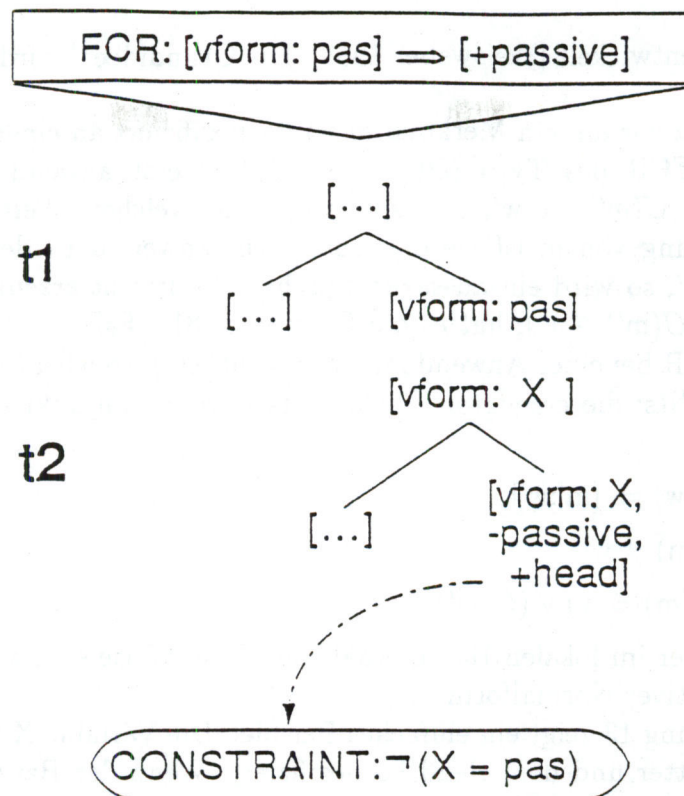 FCR: [vform: pas] ⟹ [+passive]
[...]
t1
[...] [vform: pas]
[vform: X ]
t2
[...] [vform: X,
-passive,
+head]
CONSTRAINT: ¬(X = pas)